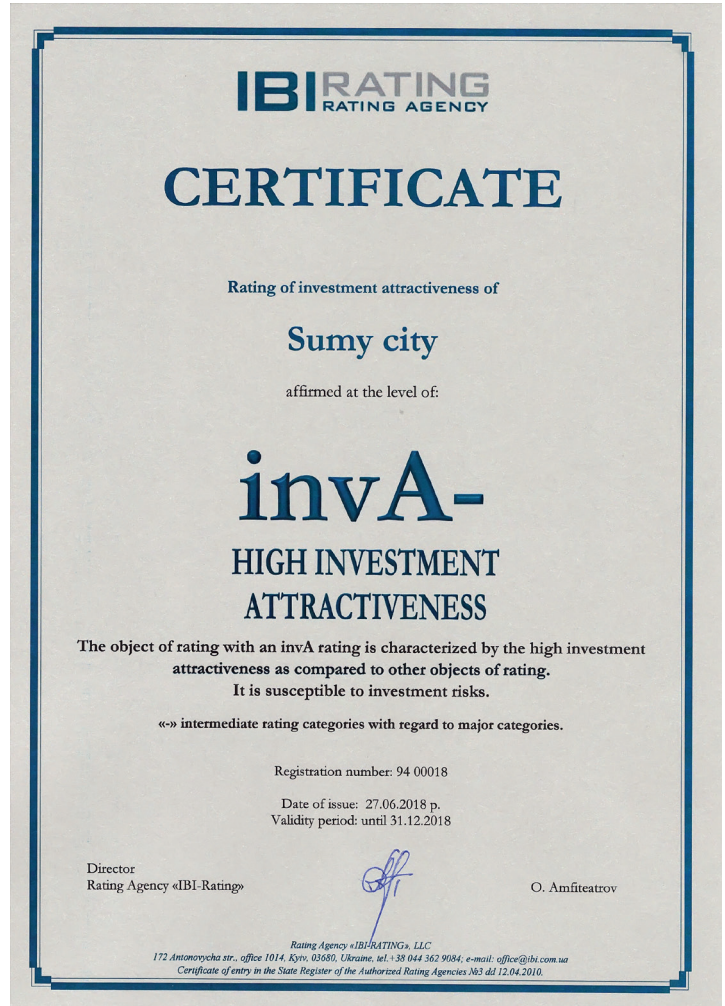 IBI RATING
RATING AGENCY
CERTIFICATE
Rating of investment attractiveness of
Sumy city
affirmed at the level of:
invA-
HIGH INVESTMENT
ATTRACTIVENESS
The object of rating with an invA rating is characterized by the high investment
attractiveness as compared to other objects of rating.
It is susceptible to investment risks.
«-» intermediate rating categories with regard to major categories.
Registration number: 94 00018
Date of issue: 27.06.2018 р.
Validity period: until 31.12.2018
Director
Rating Agency «IBI-Rating»
O. Amfiteatrov
Rating Agency «IBI-RATING», LLC
172 Antonovycha str., office 1014, Kyiv, 03680, Ukraine, tel.+38 044 362 9084; e-mail: office@ibi.com.ua
Certificate of entry in the State Register of the Authorized Rating Agencies №3 dd 12.04.2010.